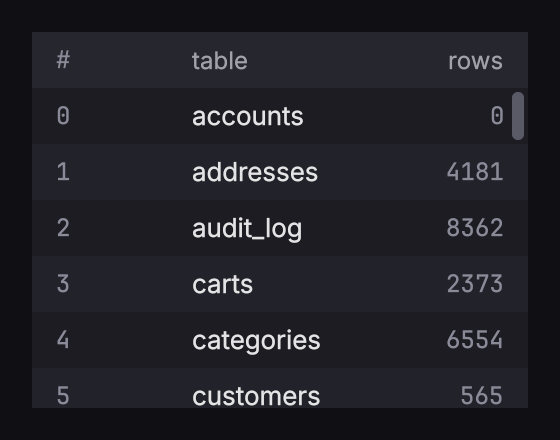 # table rows
0 accounts 0
1 addresses 4181
2 audit_log 8362
3 carts 2373
4 categories 6554
5 customers 565